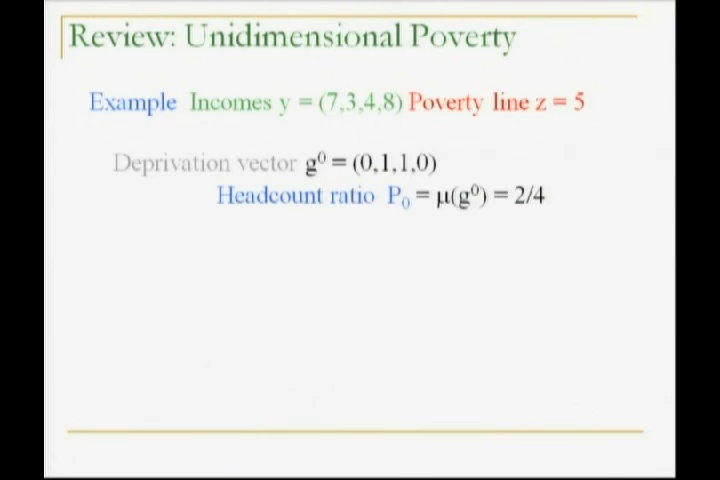 Review: Unidimensional Poverty
Example Incomes y = (7,3,4,8) Poverty line z = 5
Deprivation vector g⁰ = (0,1,1,0)
Headcount ratio P₀ = μ(g⁰) = 2/4